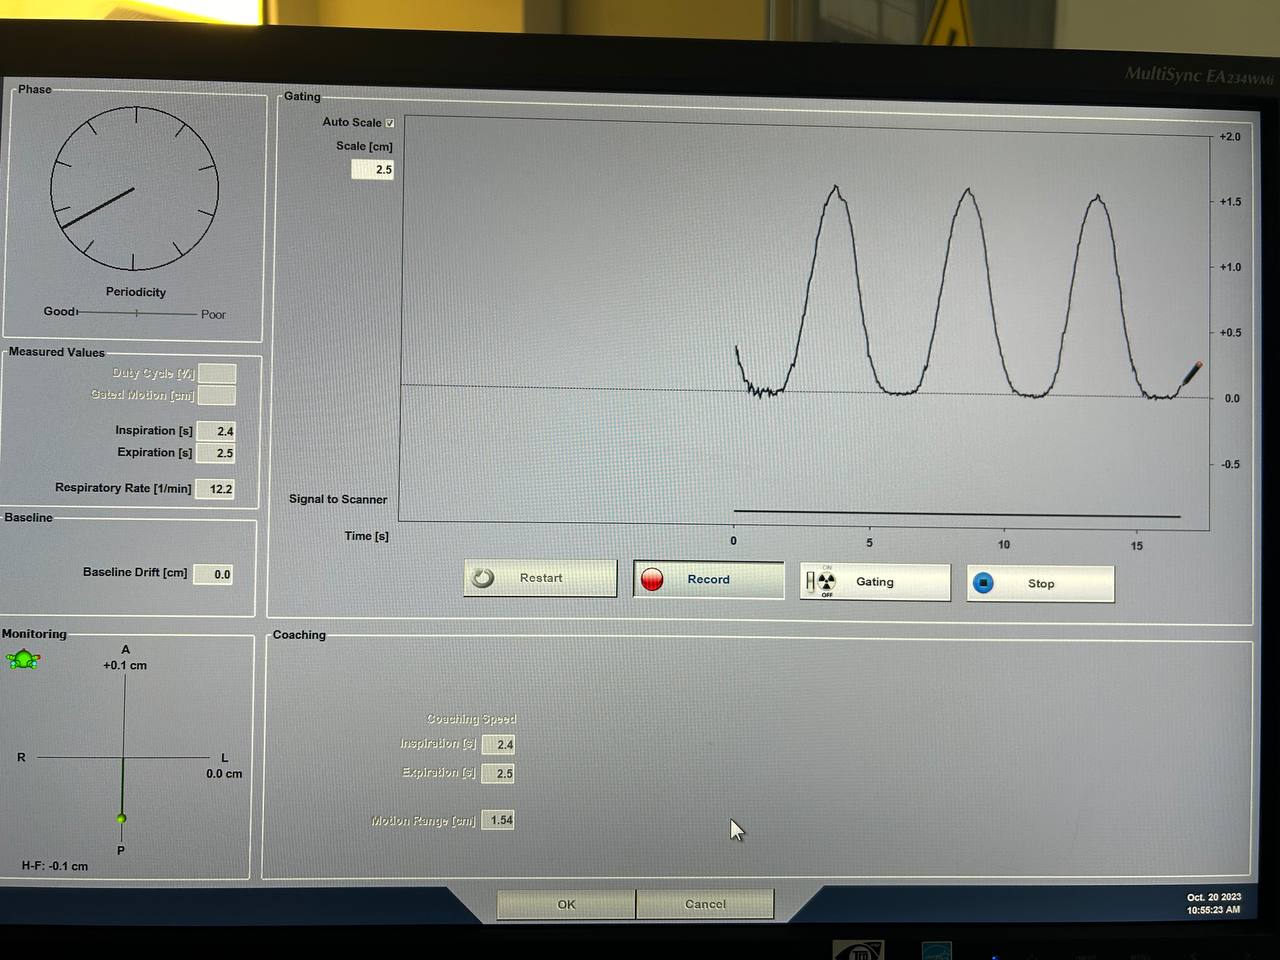 MultiSync EA234WMi
Phase
Periodicity
Good
Poor
Measured Values
Duty Cycle [%]
Gated Motion [cm]
Inspiration [s] 2.4
Expiration [s] 2.5
Respiratory Rate [1/min] 12.2
Baseline
Baseline Drift [cm] 0.0
Monitoring
A
+0.1 cm
R
L
0.0 cm
P
H-F: -0.1 cm
Gating
Auto Scale
Scale [cm]
2.5
+2.0
+1.5
+1.0
+0.5
0.0
-0.5
Signal to Scanner
Time [s]
0 5 10 15
Restart
Record
ON
OFF
Gating
Stop
Coaching
Coaching Speed
Inspiration [s] 2.4
Expiration [s] 2.5
Motion Range [cm] 1.54
OK
Cancel
Oct. 20 2023
10:55:23 AM